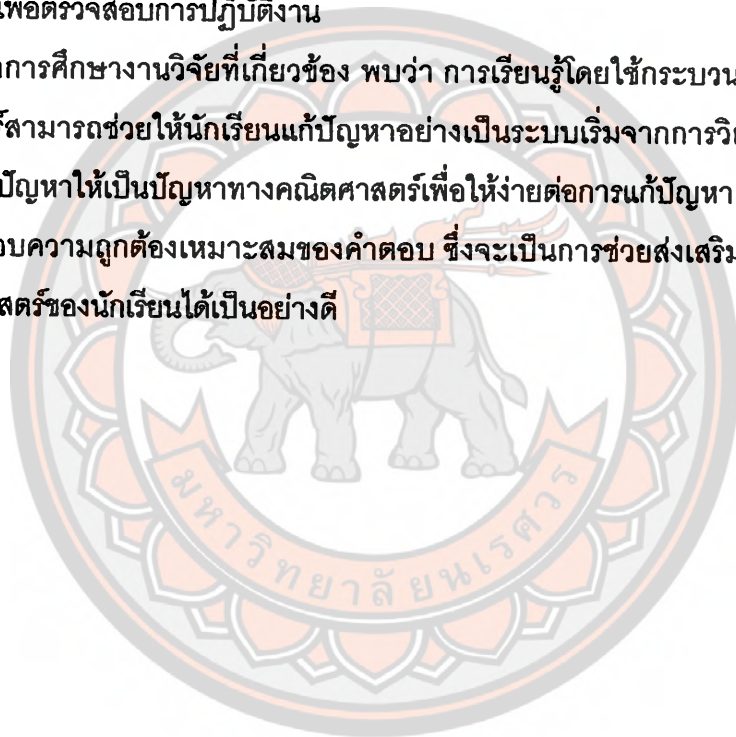 เพื่อตรวจสอบการปฏิบัติงาน
การศึกษางานวิจัยที่เกี่ยวข้อง พบว่า การเรียนรู้โดยใช้กระบวน
์สามารถช่วยให้นักเรียนแก้ปัญหาอย่างเป็นระบบเริ่มจากการวิ
ปัญหาให้เป็นปัญหาทางคณิตศาสตร์เพื่อให้ง่ายต่อการแก้ปัญหา
บความถูกต้องเหมาะสมของคำตอบ ซึ่งจะเป็นการช่วยส่งเสริม
สตร์ของนักเรียนได้เป็นอย่างดี
มหาวิทยาลัยนเรศวร